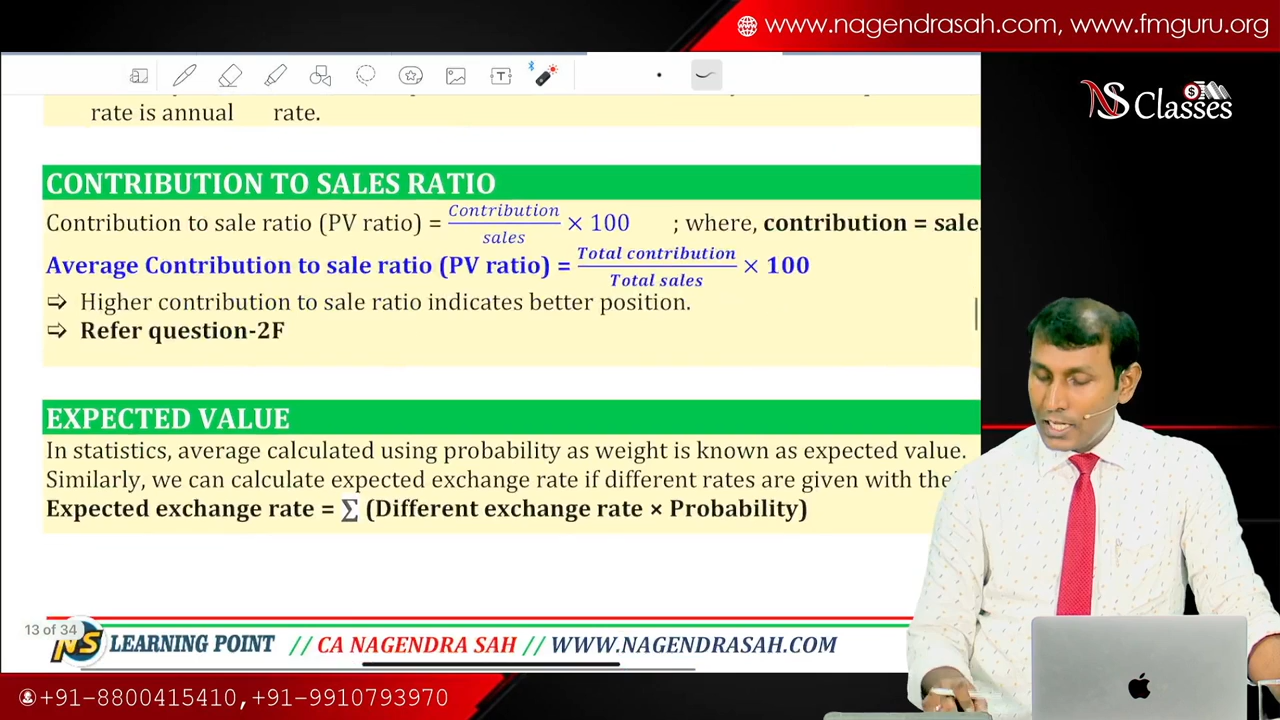 www.nagendrasah.com, www.fmguru.org
NS Classes
rate is annual rate.
CONTRIBUTION TO SALES RATIO
Contribution to sale ratio (PV ratio) = Contribution / sales × 100 ; where, contribution = sale
Average Contribution to sale ratio (PV ratio) = Total contribution / Total sales × 100
⇨ Higher contribution to sale ratio indicates better position.
⇨ Refer question-2F
EXPECTED VALUE
In statistics, average calculated using probability as weight is known as expected value.
Similarly, we can calculate expected exchange rate if different rates are given with the
Expected exchange rate = Σ (Different exchange rate × Probability)
13 of 34
NS LEARNING POINT // CA NAGENDRA SAH // WWW.NAGENDRASAH.COM
+91-8800415410,+91-9910793970